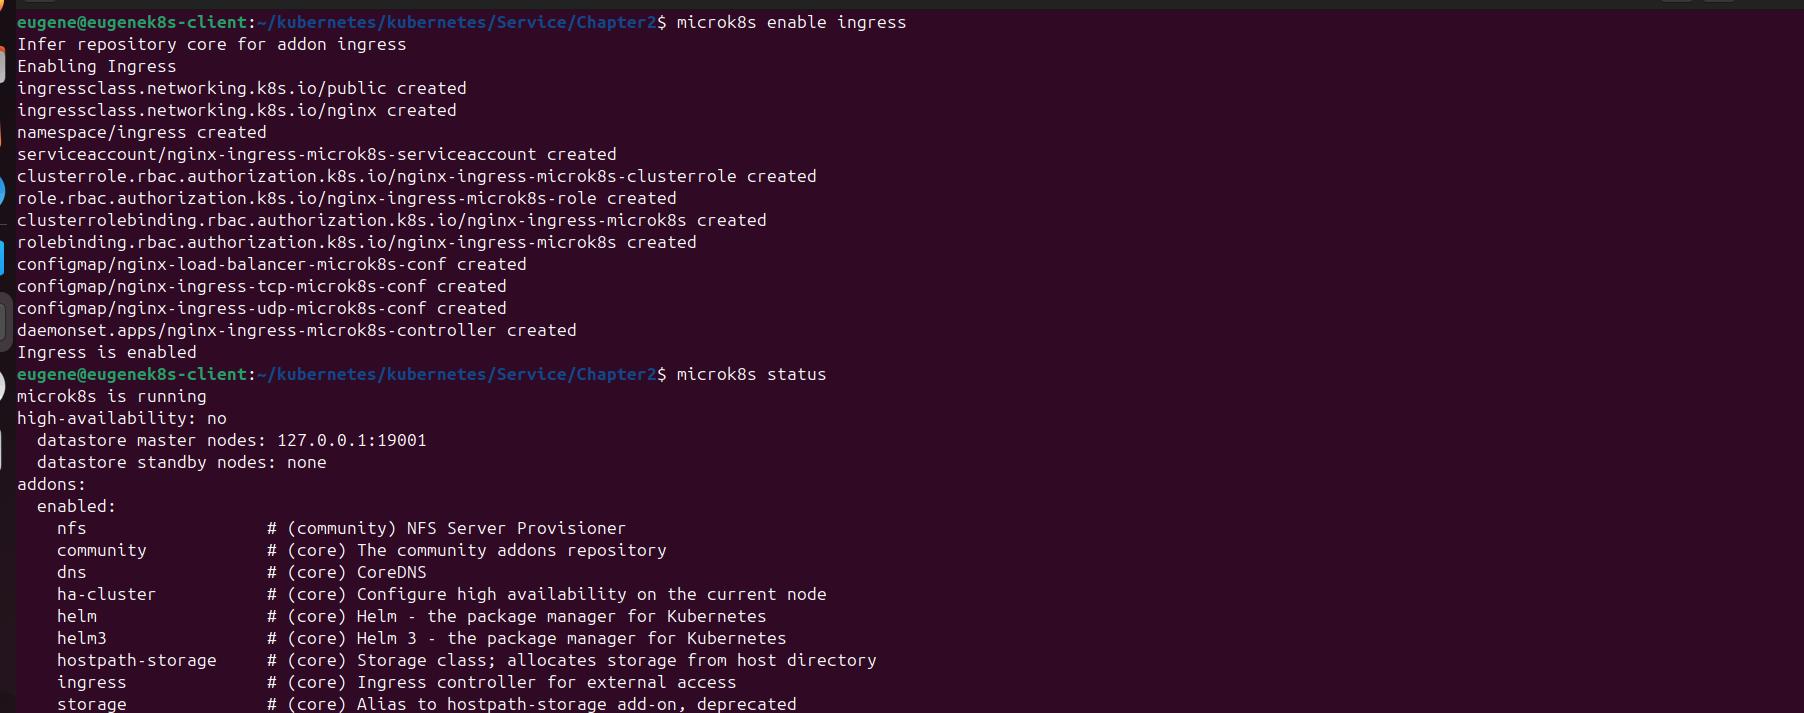 eugene@eugenek8s-client:~/kubernetes/kubernetes/Service/Chapter2$ microk8s enable ingress
Infer repository core for addon ingress
Enabling Ingress
ingressclass.networking.k8s.io/public created
ingressclass.networking.k8s.io/nginx created
namespace/ingress created
serviceaccount/nginx-ingress-microk8s-serviceaccount created
clusterrole.rbac.authorization.k8s.io/nginx-ingress-microk8s-clusterrole created
role.rbac.authorization.k8s.io/nginx-ingress-microk8s-role created
clusterrolebinding.rbac.authorization.k8s.io/nginx-ingress-microk8s created
rolebinding.rbac.authorization.k8s.io/nginx-ingress-microk8s created
configmap/nginx-load-balancer-microk8s-conf created
configmap/nginx-ingress-tcp-microk8s-conf created
configmap/nginx-ingress-udp-microk8s-conf created
daemonset.apps/nginx-ingress-microk8s-controller created
Ingress is enabled
eugene@eugenek8s-client:~/kubernetes/kubernetes/Service/Chapter2$ microk8s status
microk8s is running
high-availability: no
  datastore master nodes: 127.0.0.1:19001
  datastore standby nodes: none
addons:
  enabled:
    nfs                  # (community) NFS Server Provisioner
    community            # (core) The community addons repository
    dns                  # (core) CoreDNS
    ha-cluster           # (core) Configure high availability on the current node
    helm                 # (core) Helm - the package manager for Kubernetes
    helm3                # (core) Helm 3 - the package manager for Kubernetes
    hostpath-storage     # (core) Storage class; allocates storage from host directory
    ingress              # (core) Ingress controller for external access
    storage              # (core) Alias to hostpath-storage add-on, deprecated